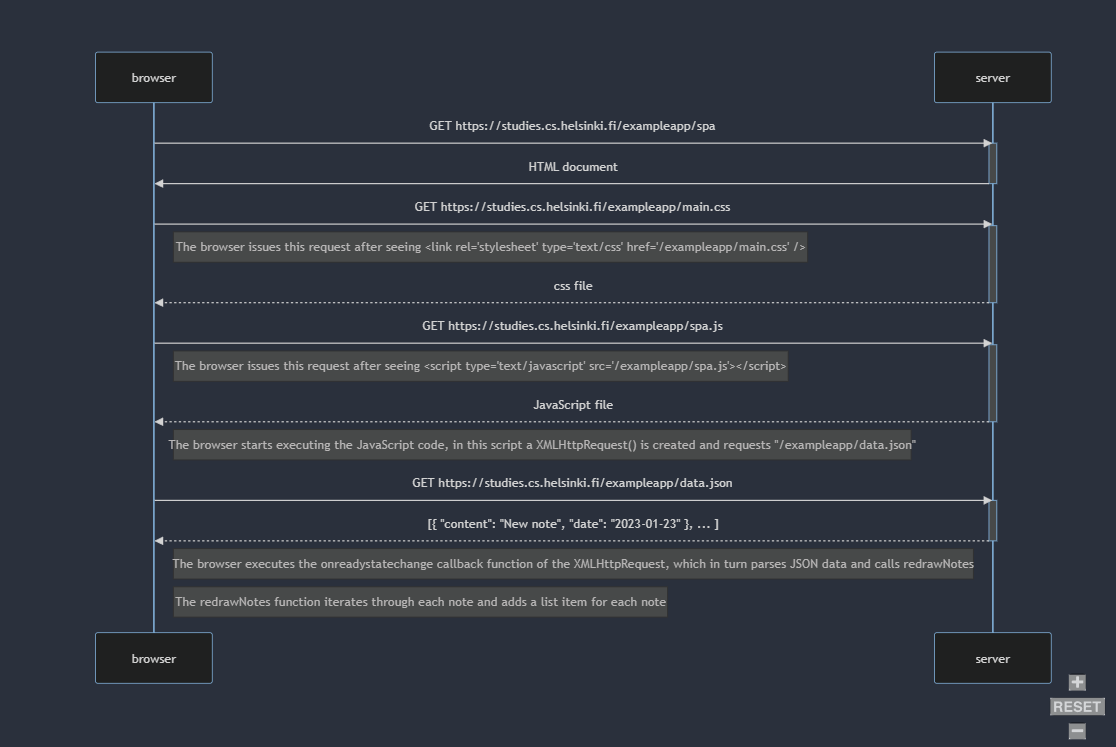 browser
server
GET https://studies.cs.helsinki.fi/exampleapp/spa
HTML document
GET https://studies.cs.helsinki.fi/exampleapp/main.css
The browser issues this request after seeing <link rel='stylesheet' type='text/css' href='/exampleapp/main.css' />
css file
GET https://studies.cs.helsinki.fi/exampleapp/spa.js
The browser issues this request after seeing <script type='text/javascript' src='/exampleapp/spa.js'></script>
JavaScript file
The browser starts executing the JavaScript code, in this script a XMLHttpRequest() is created and requests "/exampleapp/data.json"
GET https://studies.cs.helsinki.fi/exampleapp/data.json
[{ "content": "New note", "date": "2023-01-23" }, ... ]
The browser executes the onreadystatechange callback function of the XMLHttpRequest, which in turn parses JSON data and calls redrawNotes
The redrawNotes function iterates through each note and adds a list item for each note
browser
server
+
RESET
−